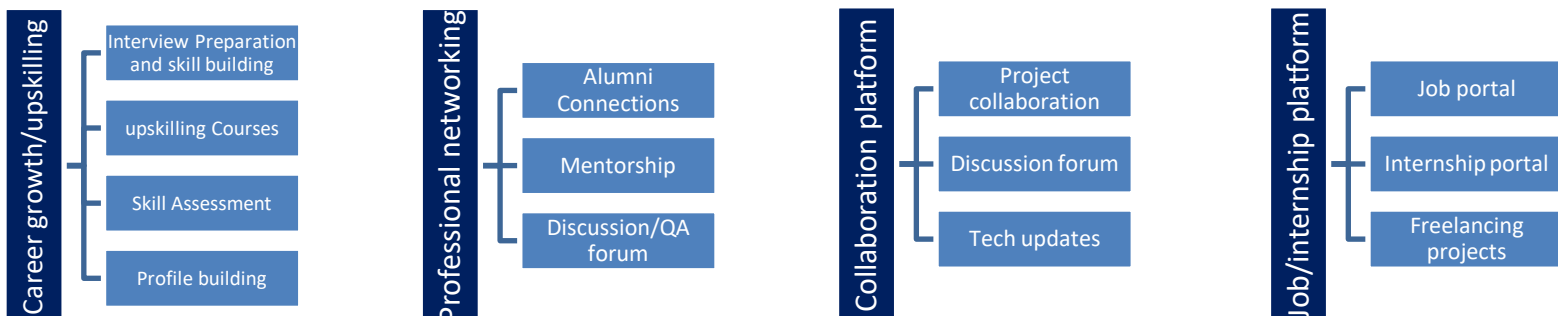 Career growth/upskilling
Interview Preparation
and skill building
upskilling Courses
Skill Assessment
Profile building
Professional networking
Alumni
Connections
Mentorship
Discussion/QA
forum
Collaboration platform
Project
collaboration
Discussion forum
Tech updates
Job/internship platform
Job portal
Internship portal
Freelancing
projects